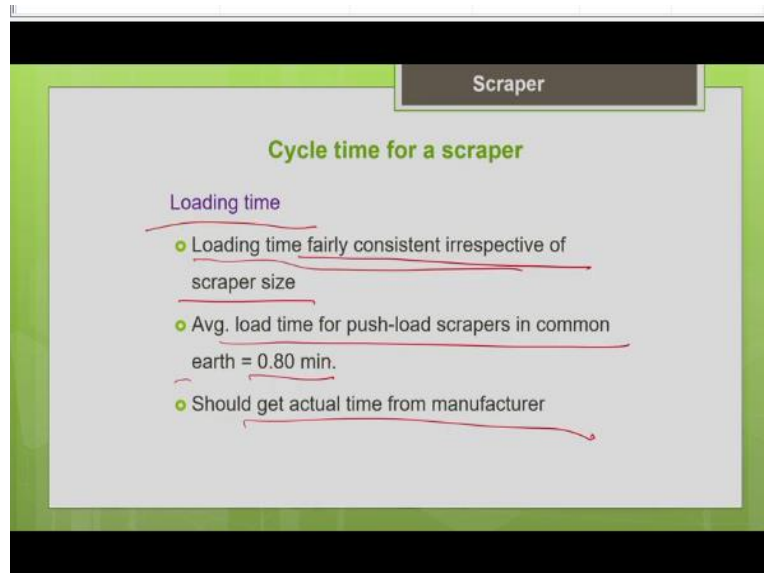 Scraper
Cycle time for a scraper
Loading time
Loading time fairly consistent irrespective of
scraper size
Avg. load time for push-load scrapers in common
earth = 0.80 min.
Should get actual time from manufacturer